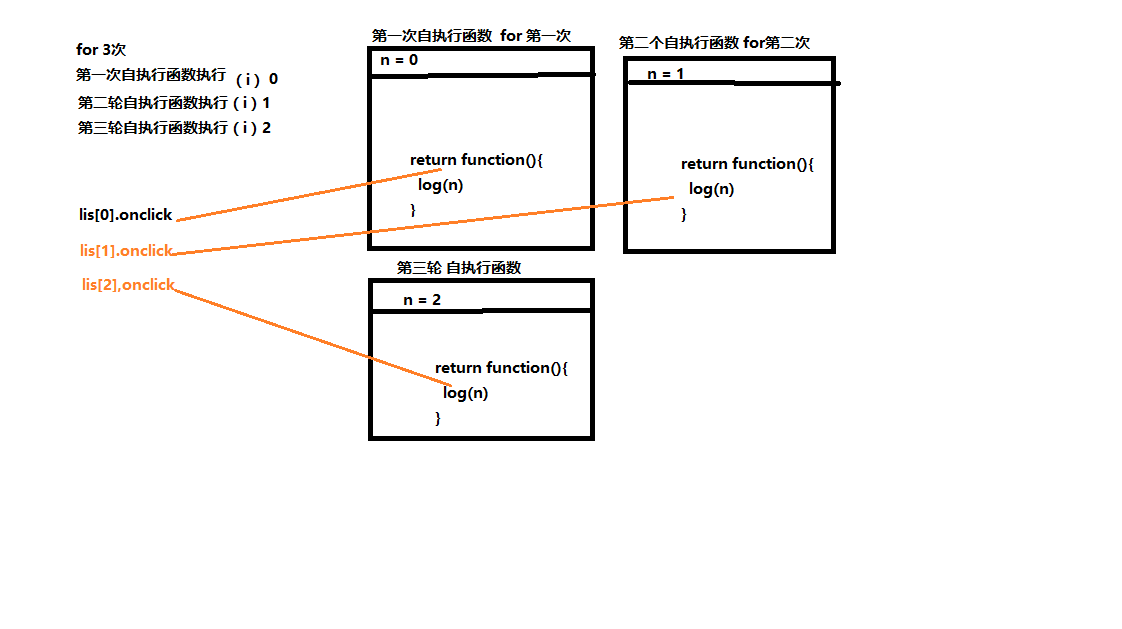 for 3次
第一次自执行函数执行 ( i ) 0
第二轮自执行函数执行 ( i ) 1
第三轮自执行函数执行 ( i ) 2
lis[0].onclick
lis[1].onclick
lis[2],onclick
第一次自执行函数 for 第一次
n = 0
return function(){
log(n)
}
第二个自执行函数 for第二次
n = 1
return function(){
log(n)
}
第三轮 自执行函数
n = 2
return function(){
log(n)
}